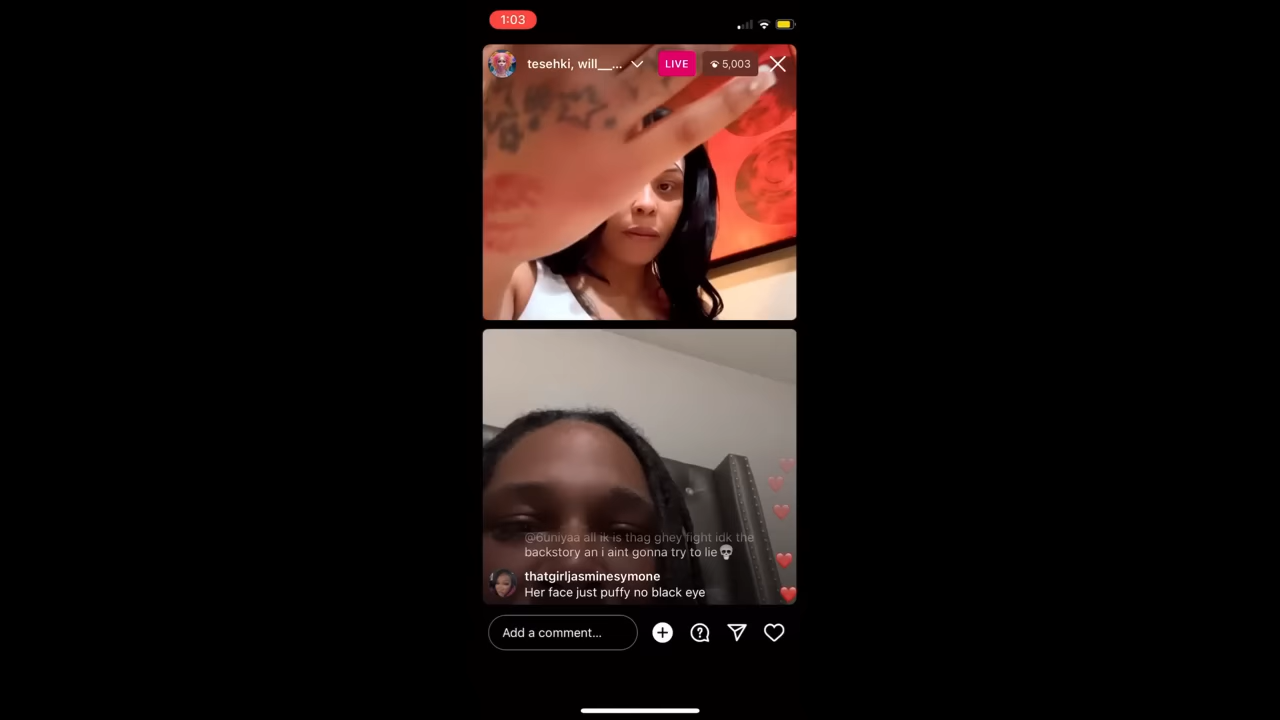 1:03
tesehki, will__...
LIVE
5,003
@6uniyaa all ik is thag ghey fight idk the
backstory an i aint gonna try to lie💀
thatgirljasminesymone
Her face just puffy no black eye
Add a comment...